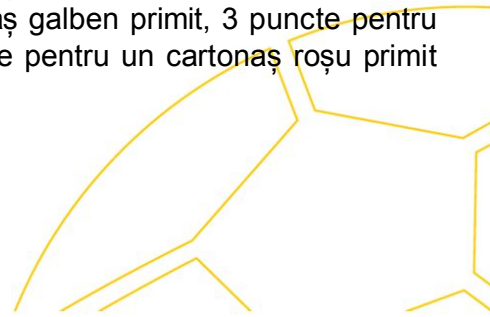 galben primit, 3 puncte pentru
pentru un cartonaș roșu primit